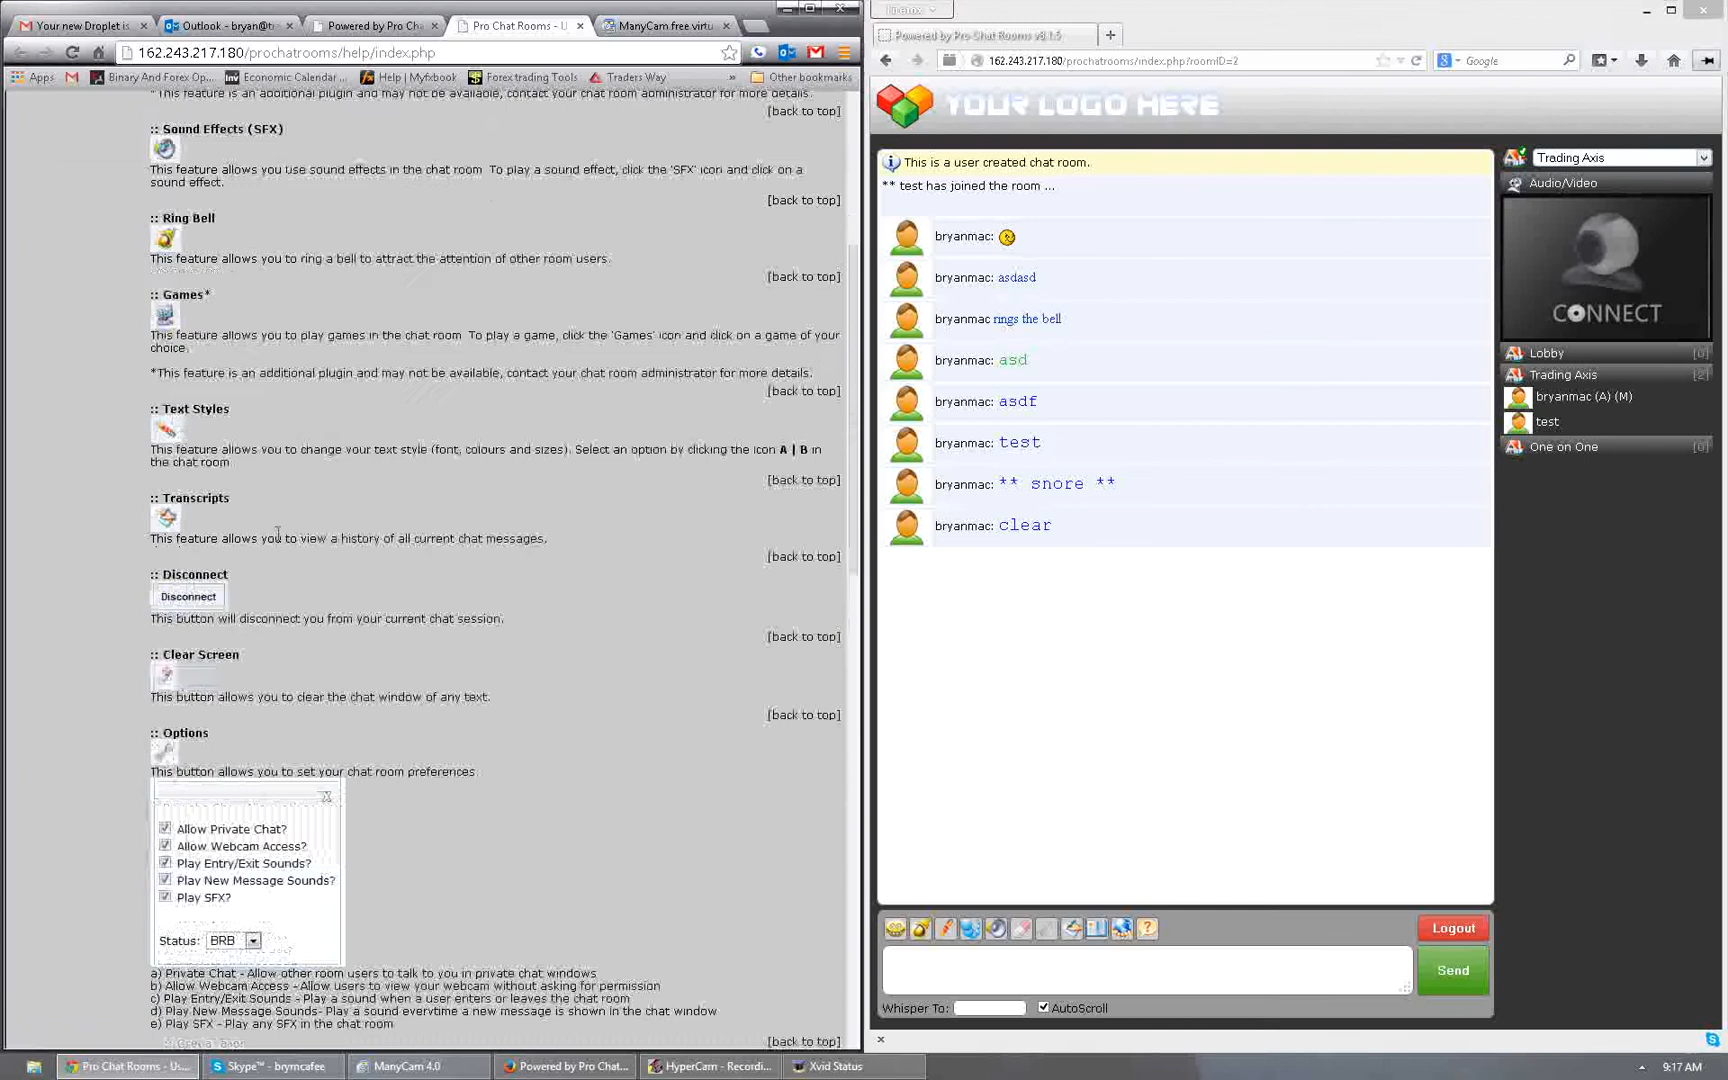 Your new Droplet is
Outlook - bryan@tr
Powered by Pro Cha
Pro Chat Rooms - U
ManyCam free virtu
162.243.217.180/prochatrooms/help/index.php
Apps
Binary And Forex Op...
Economic Calendar ...
Help | Myfxbook
Forex trading Tools
Traders Way
»
Other bookmarks
*This feature is an additional plugin and may not be available, contact your chat room administrator for more details.
[back to top]
:: Sound Effects (SFX)
This feature allows you use sound effects in the chat room To play a sound effect, click the 'SFX' icon and click on a
sound effect.
[back to top]
:: Ring Bell
This feature allows you to ring a bell to attract the attention of other room users.
[back to top]
:: Games*
This feature allows you to play games in the chat room To play a game, click the 'Games' icon and click on a game of your
choice
*This feature is an additional plugin and may not be available, contact your chat room administrator for more details.
[back to top]
:: Text Styles
This feature allows you to change your text style (font, colours and sizes). Select an option by clicking the icon A | B in
the chat room
[back to top]
:: Transcripts
This feature allows you to view a history of all current chat messages.
[back to top]
:: Disconnect
Disconnect
This button will disconnect you from your current chat session.
[back to top]
:: Clear Screen
This button allows you to clear the chat window of any text.
[back to top]
:: Options
This button allows you to set your chat room preferences
Allow Private Chat?
Allow Webcam Access?
Play Entry/Exit Sounds?
Play New Message Sounds?
Play SFX?
Status: BRB
a) Private Chat - Allow other room users to talk to you in private chat windows
b) Allow Webcam Access - Allow users to view your webcam without asking for permission
c) Play Entry/Exit Sounds - Play a sound when a user enters or leaves the chat room
d) Play New Message Sounds- Play a sound everytime a new message is shown in the chat window
e) Play SFX - Play any SFX in the chat room
[back to top]
Firefox
Powered by Pro Chat Rooms v8.1.5
162.243.217.180/prochatrooms/index.php?roomID=2
Google
YOUR LOGO HERE
This is a user created chat room.
** test has joined the room ...
bryanmac:
bryanmac: asdasd
bryanmac rings the bell
bryanmac: asd
bryanmac: asdf
bryanmac: test
bryanmac: ** snore **
bryanmac: clear
Trading Axis
Audio/Video
CONNECT
Lobby [0]
Trading Axis [2]
bryanmac (A) (M)
test
One on One [0]
Logout
Send
Whisper To:
AutoScroll
Pro Chat Rooms - Us...
Skype™ - brymcafee
ManyCam 4.0
Powered by Pro Chat...
HyperCam - Recordi...
Xvid Status
9:17 AM